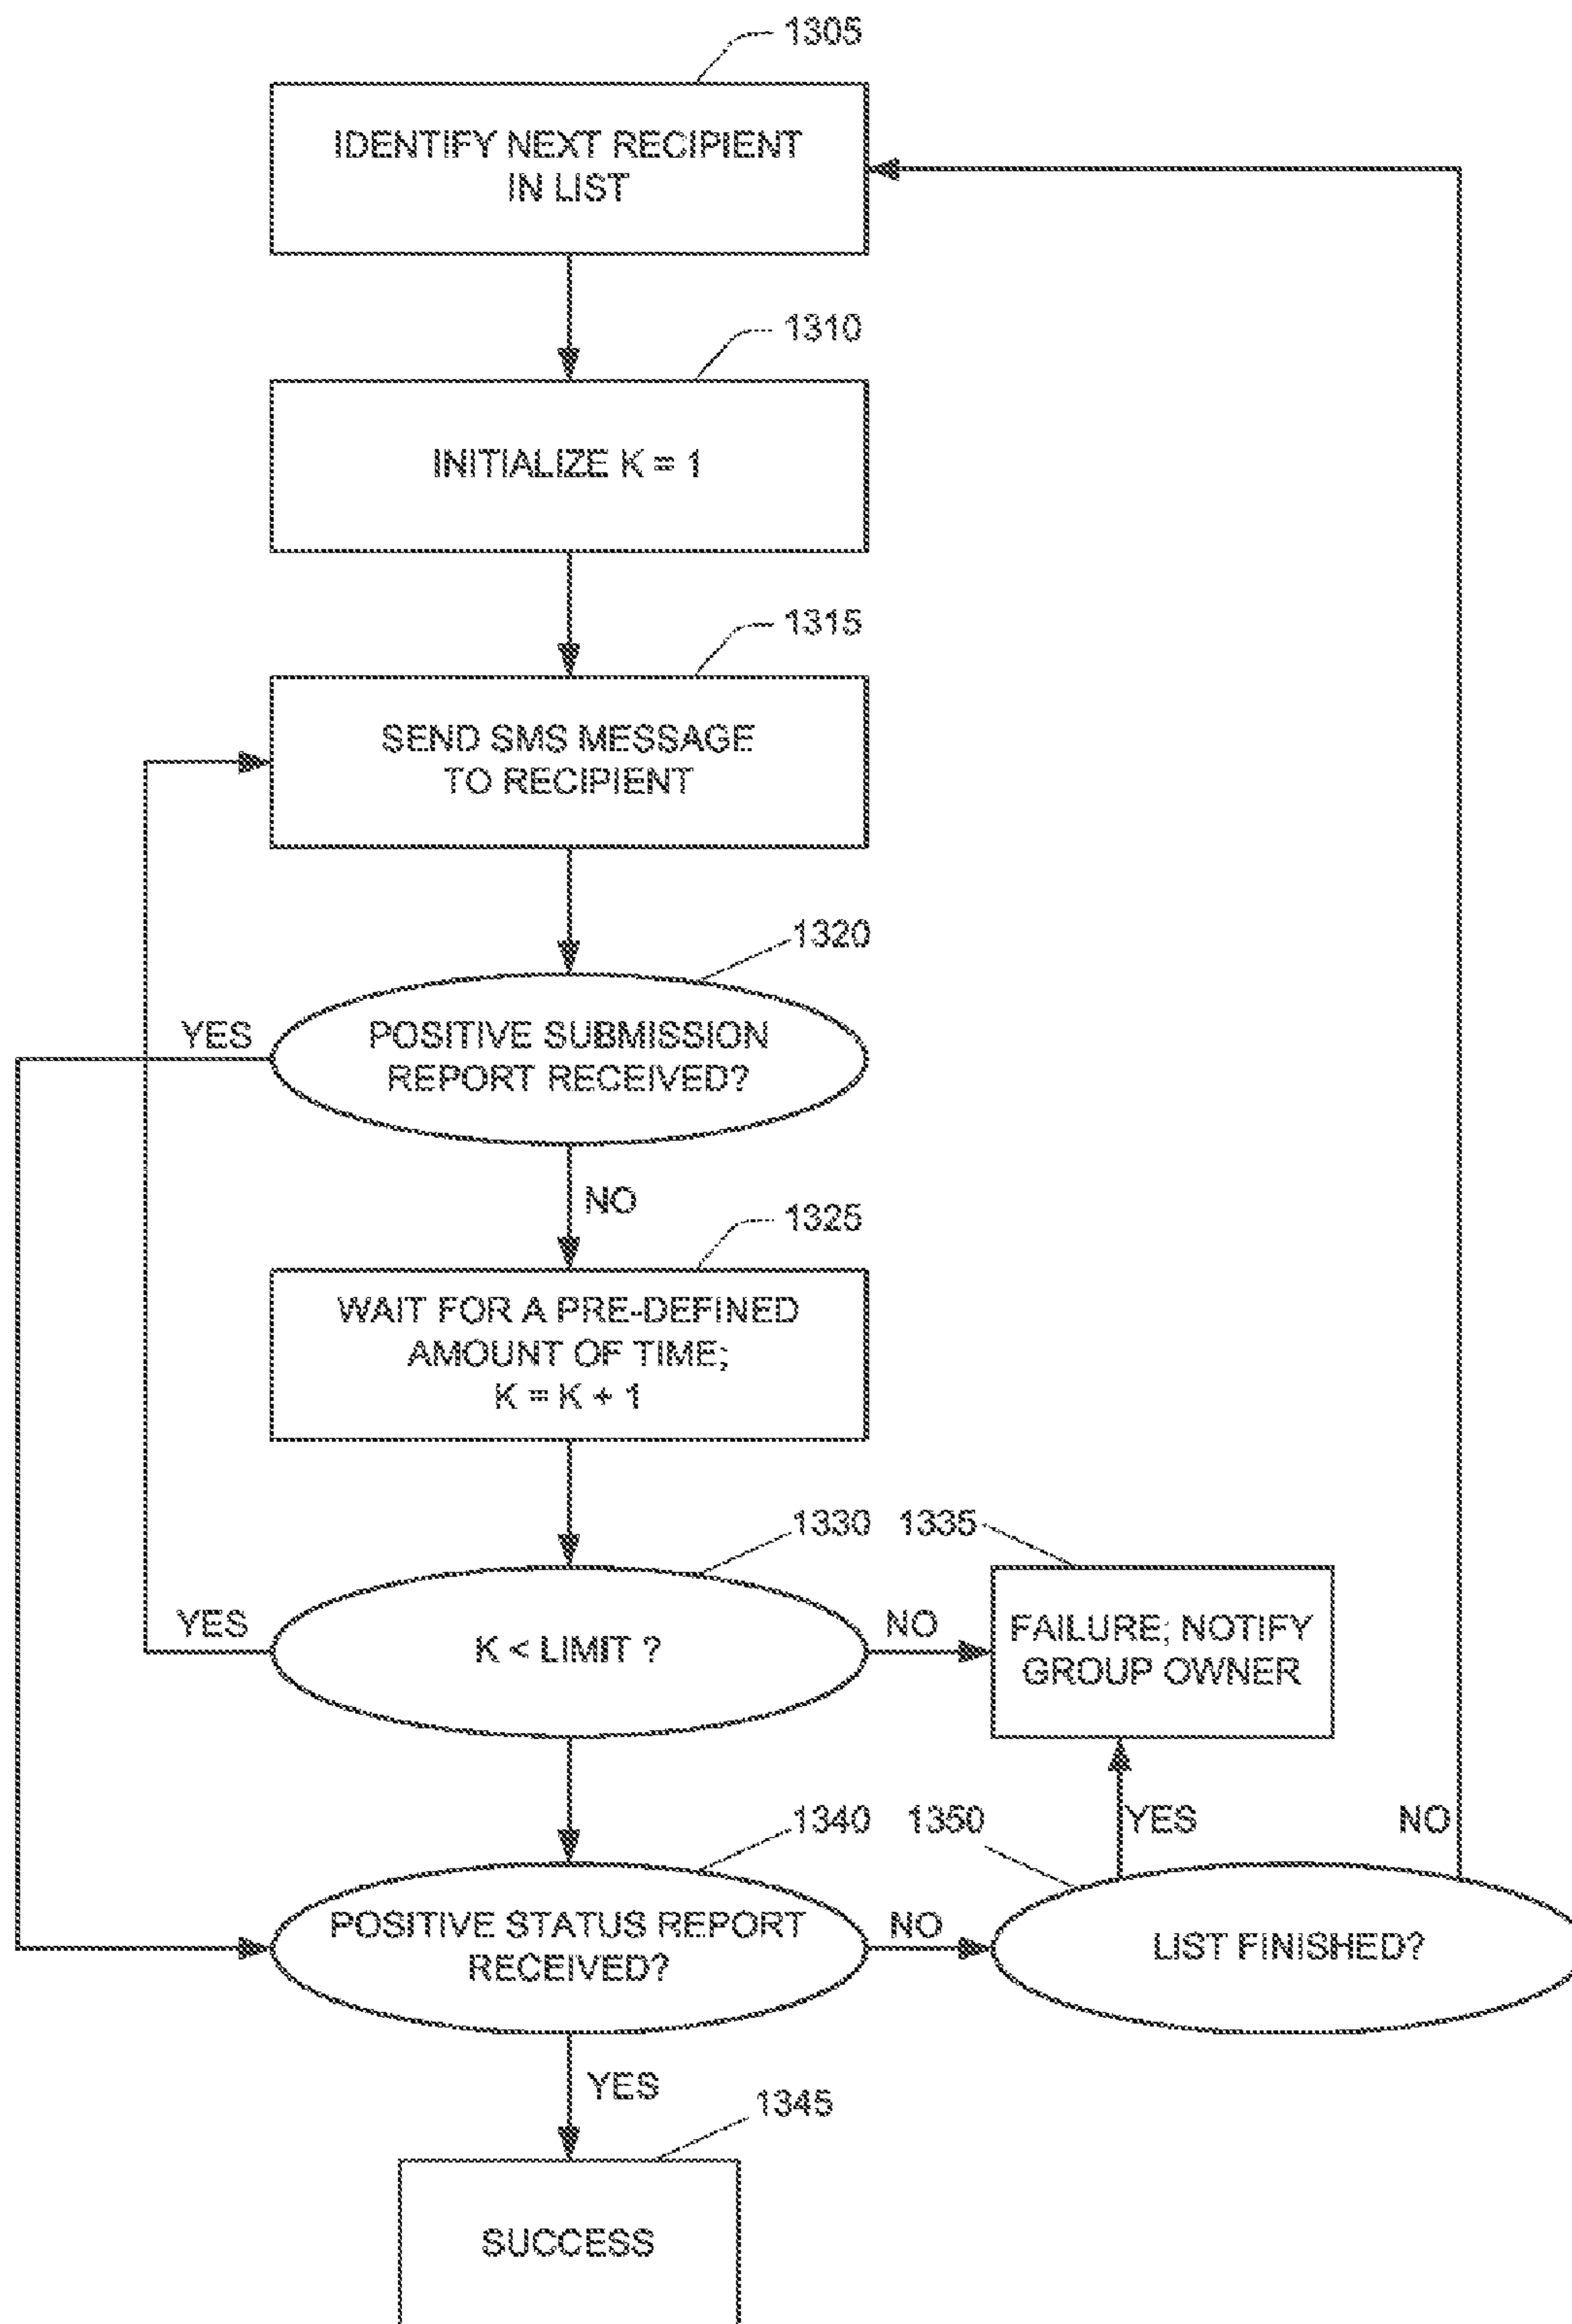 1305
IDENTIFY NEXT RECIPIENT
IN LIST
1310
INITIALIZE K = 1
1315
SEND SMS MESSAGE
TO RECIPIENT
1320
YES
POSITIVE SUBMISSION
REPORT RECEIVED?
NO
1325
WAIT FOR A PRE-DEFINED
AMOUNT OF TIME;
K = K + 1
1330
1335
YES
K < LIMIT ?
NO
FAILURE; NOTIFY
GROUP OWNER
1340
1350
YES
NO
POSITIVE STATUS REPORT
RECEIVED?
NO
LIST FINISHED?
YES
1345
SUCCESS